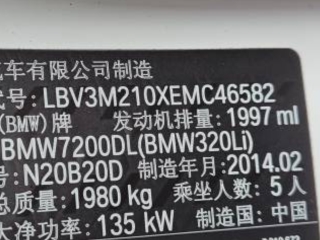 汽车有限公司制造
代号: LBV3M210XEMC46582
(BMW)牌 发动机排量: 1997 ml
BMW7200DL(BMW320Li)
号: N20B20D 制造年月: 2014.02
总质量: 1980 kg 乘坐人数: 5 人
净功率: 135 kW 制造国: 中国